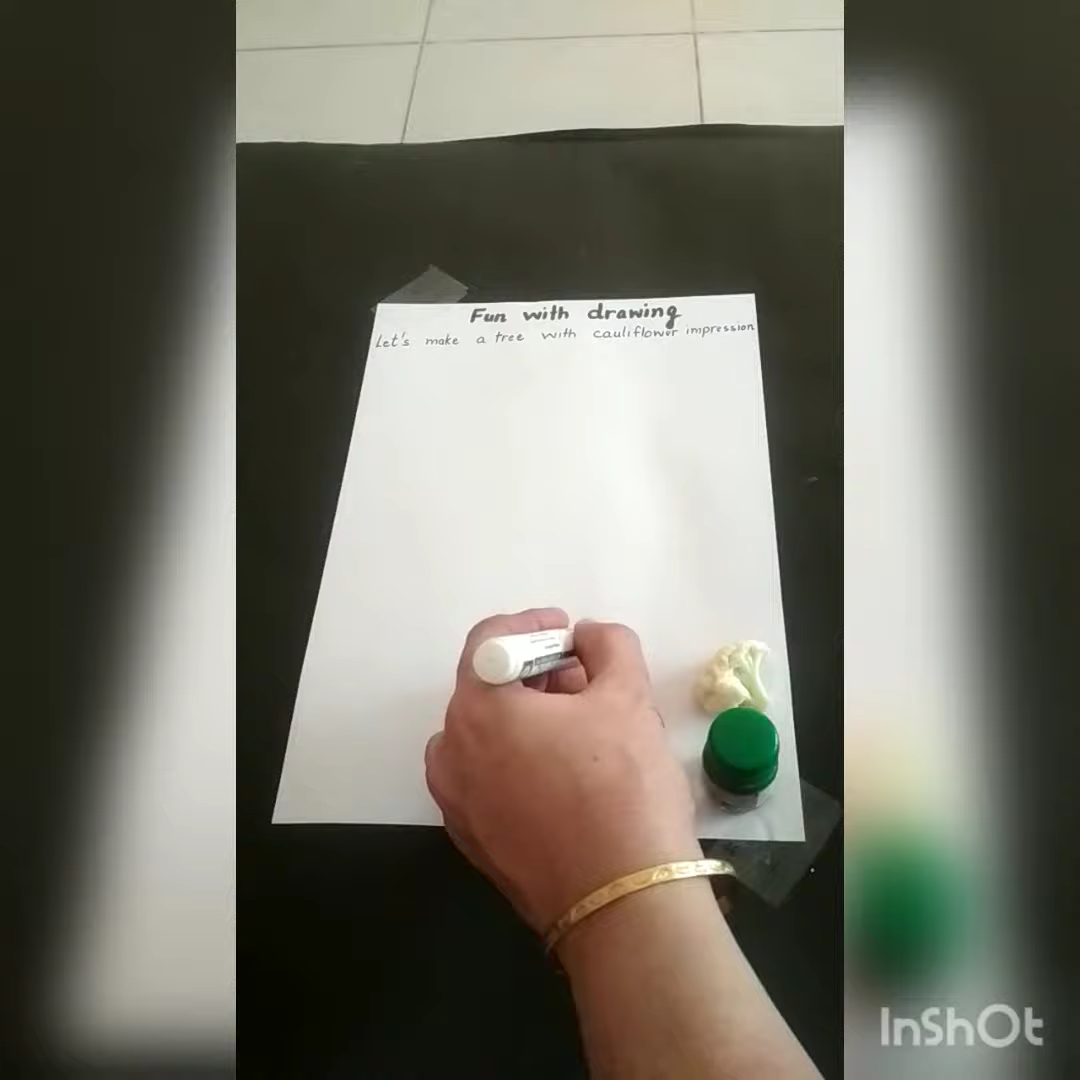 Fun with drawing
Let's make a tree with cauliflower impression
InShOt